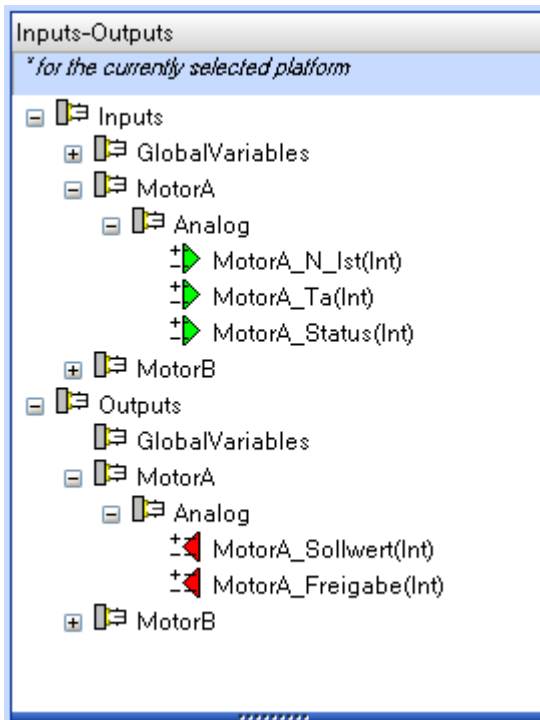 Inputs-Outputs
* for the currently selected platform
Inputs
GlobalVariables
MotorA
Analog
MotorA_N_Ist(Int)
MotorA_Ta(Int)
MotorA_Status(Int)
MotorB
Outputs
GlobalVariables
MotorA
Analog
MotorA_Sollwert(Int)
MotorA_Freigabe(Int)
MotorB